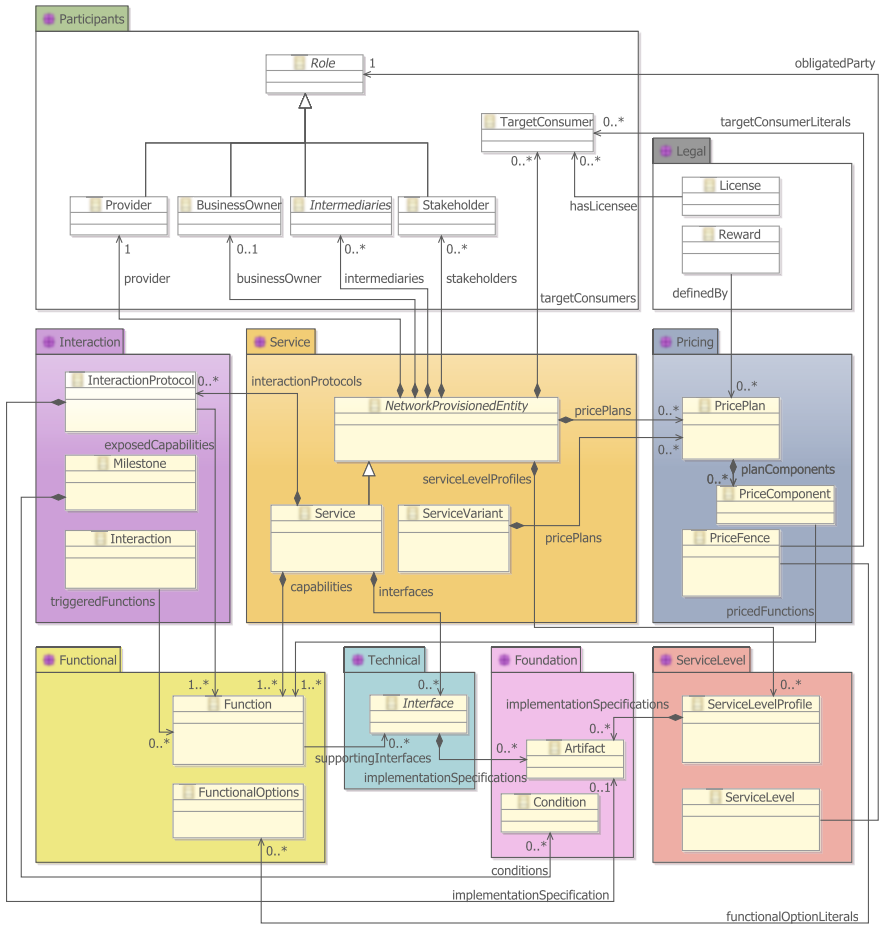 Participants
Role
1
obligatedParty
TargetConsumer
0..*
targetConsumerLiterals
0..*
0..*
Legal
License
hasLicensee
Provider
BusinessOwner
Intermediaries
Stakeholder
Reward
1
0..1
0..*
0..*
provider
businessOwner
intermediaries
stakeholders
definedBy
targetConsumers
Interaction
Service
Pricing
InteractionProtocol
0..*
interactionProtocols
0..*
NetworkProvisionedEntity
pricePlans
0..*
PricePlan
exposedCapabilities
0..*
Milestone
serviceLevelProfiles
planComponents
0..*
PriceComponent
Service
ServiceVariant
Interaction
pricePlans
PriceFence
triggeredFunctions
capabilities
interfaces
pricedFunctions
Functional
Technical
Foundation
ServiceLevel
1..*
1..*
1..*
0..*
0..*
Function
Interface
implementationSpecifications
ServiceLevelProfile
0..*
0..*
0..*
0..*
Artifact
supportingInterfaces
implementationSpecifications
0..1
FunctionalOptions
Condition
ServiceLevel
0..*
0..*
conditions
implementationSpecification
functionalOptionLiterals